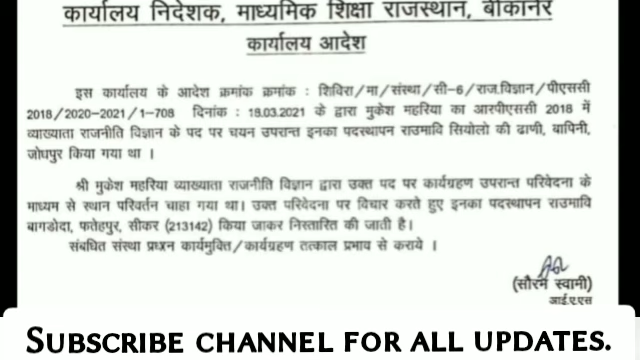 कार्यालय निदेशक, माध्यमिक शिक्षा राजस्थान, बीकानेर
कार्यालय आदेश
इस कार्यालय के आदेश क्रमांक क्रमांक : शिविरा/मा/संस्था/सी-6/राज.विज्ञान/पीएससी
2018/2020-2021/1-708 दिनांक : 18.03.2021 के द्वारा मुकेश महरिया का आरपीएससी 2018 में
व्याख्याता राजनीति विज्ञान के पद पर चयन उपरान्त इनका पदस्थापन राउमावि सियोलो की ढाणी, बापिनी,
जोधपुर किया गया था ।
श्री मुकेश महरिया व्याख्याता राजनीति विज्ञान द्वारा उक्त पद पर कार्यग्रहण उपरान्त परिवेदना के
माध्यम से स्थान परिवर्तन चाहा गया था। उक्त परिवेदना पर विचार करते हुए इनका पदस्थापन राउमावि
बागडोदा, फतेहपुर, सीकर (213142) किया जाकर निस्तारित की जाती है।
संबधित संस्था प्रधान कार्यमुक्ति/कार्यग्रहण तत्काल प्रभाव से कराये ।
(सौरभ स्वामी)
आई.ए.एस
SUBSCRIBE CHANNEL FOR ALL UPDATES.